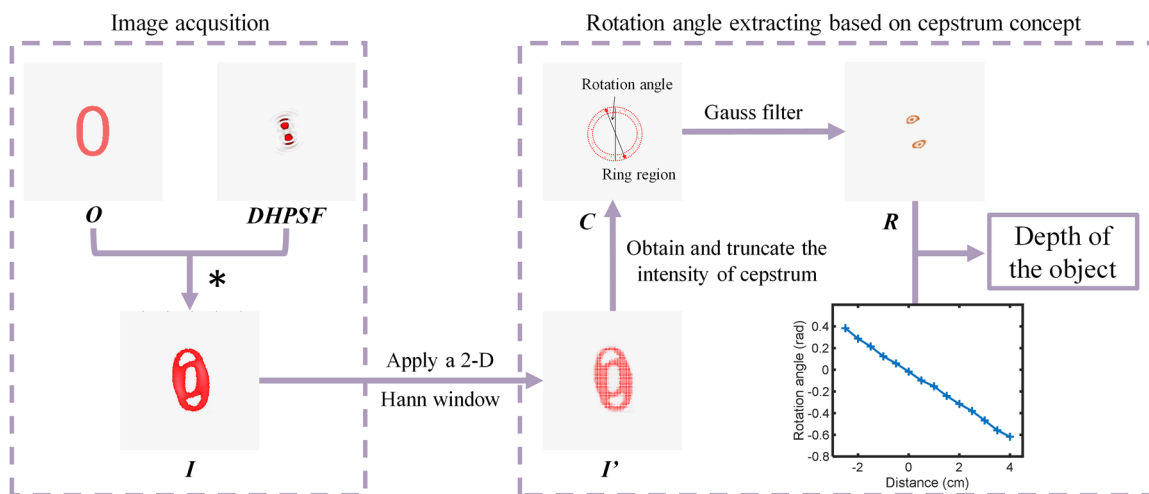 Image acqusition
Rotation angle extracting based on cepstrum concept
O
DHPSF
*
I
Apply a 2-D
Hann window
I’
Obtain and truncate the
intensity of cepstrum
Rotation angle
Ring region
C
Gauss filter
R
Depth of
the object
Rotation angle (rad)
0.4
0.2
0
-0.2
-0.4
-0.6
-0.8
-2
0
2
4
Distance (cm)